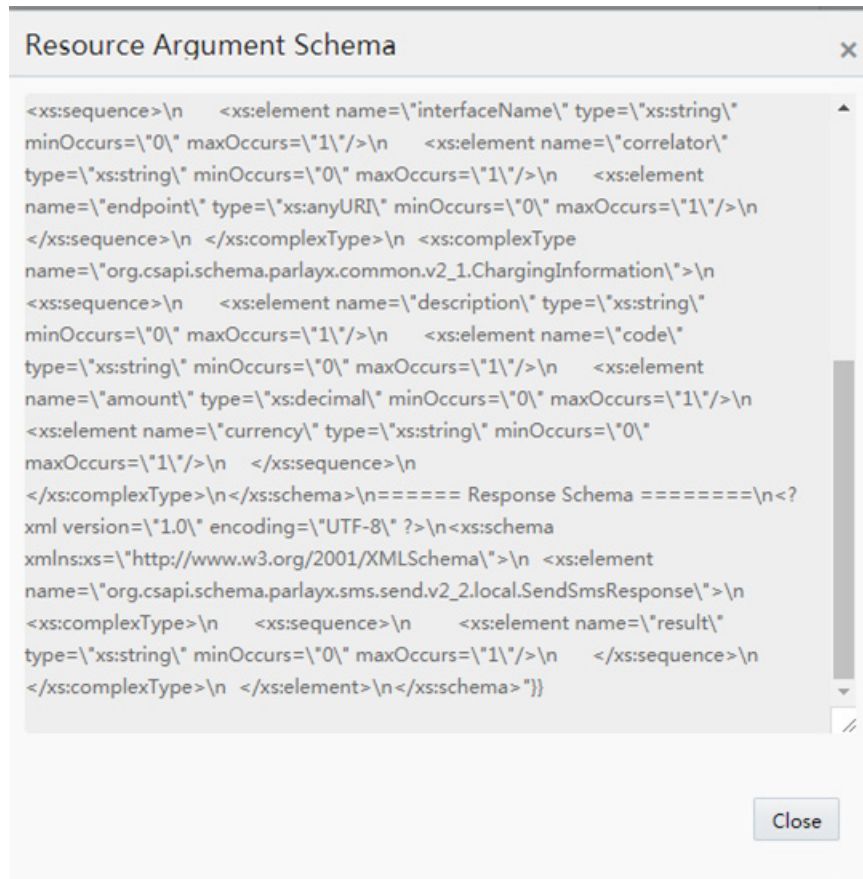 Resource Argument Schema
×
<xs:sequence>\n <xs:element name=\"interfaceName\" type=\"xs:string\"
minOccurs=\"0\" maxOccurs=\"1\"/>\n <xs:element name=\"correlator\"
type=\"xs:string\" minOccurs=\"0\" maxOccurs=\"1\"/>\n <xs:element
name=\"endpoint\" type=\"xs:anyURI\" minOccurs=\"0\" maxOccurs=\"1\"/>\n
</xs:sequence>\n </xs:complexType>\n <xs:complexType
name=\"org.csapi.schema.parlayx.common.v2_1.ChargingInformation\">\n
<xs:sequence>\n <xs:element name=\"description\" type=\"xs:string\"
minOccurs=\"0\" maxOccurs=\"1\"/>\n <xs:element name=\"code\"
type=\"xs:string\" minOccurs=\"0\" maxOccurs=\"1\"/>\n <xs:element
name=\"amount\" type=\"xs:decimal\" minOccurs=\"0\" maxOccurs=\"1\"/>\n
<xs:element name=\"currency\" type=\"xs:string\" minOccurs=\"0\"
maxOccurs=\"1\"/>\n </xs:sequence>\n
</xs:complexType>\n</xs:schema>\n====== Response Schema ========\n<?
xml version=\"1.0\" encoding=\"UTF-8\" ?>\n<xs:schema
xmlns:xs=\"http://www.w3.org/2001/XMLSchema\">\n <xs:element
name=\"org.csapi.schema.parlayx.sms.send.v2_2.local.SendSmsResponse\">\n
<xs:complexType>\n <xs:sequence>\n <xs:element name=\"result\"
type=\"xs:string\" minOccurs=\"0\" maxOccurs=\"1\"/>\n </xs:sequence>\n
</xs:complexType>\n </xs:element>\n</xs:schema>"}}
Close